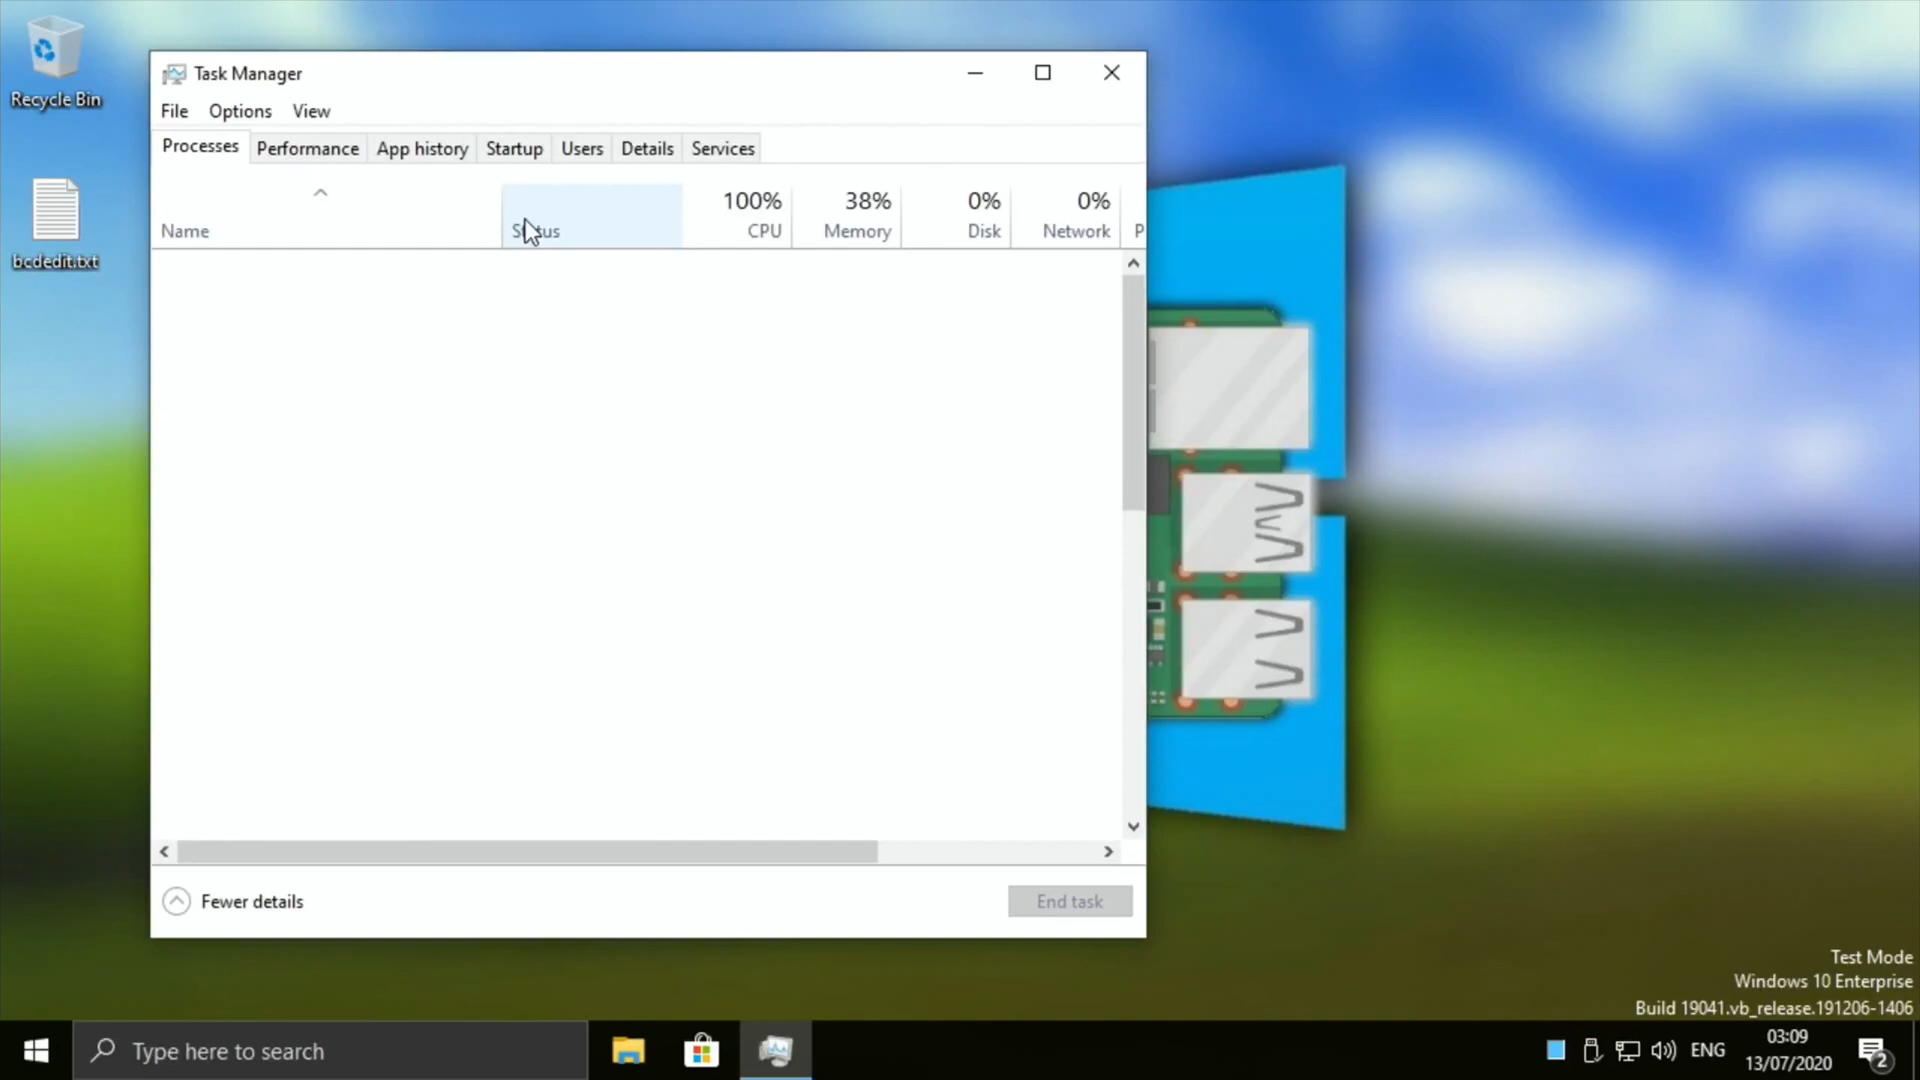 Recycle Bin
bcdedit.txt
Task Manager
File Options View
Processes Performance App history Startup Users Details Services
100% 38% 0% 0%
Name Status CPU Memory Disk Network P
Fewer details
End task
Test Mode
Windows 10 Enterprise
Build 19041.vb_release.191206-1406
Type here to search
ENG
03:09
13/07/2020
2